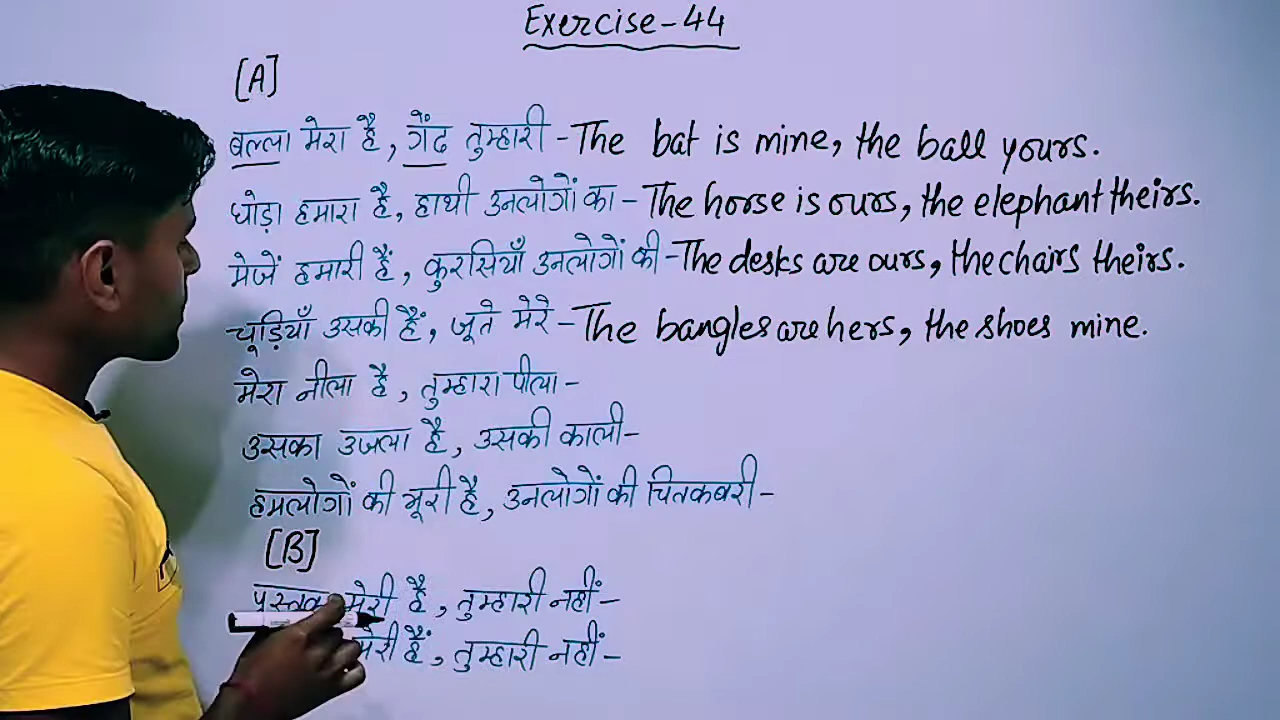 Exercise-44
[A]
बल्ला मेरा है, गेंद तुम्हारी - The bat is mine, the ball yours.
घोड़ा हमारा है, हाथी उनलोगों का - The horse is ours, the elephant theirs.
मेजें हमारी हैं, कुरसियाँ उनलोगों की - The desks are ours, the chairs theirs.
चूड़ियाँ उसकी हैं, जूते मेरे - The bangles are hers, the shoes mine.
मेरा नीला है, तुम्हारा पीला -
उसका उजला है, उसकी काली -
हमलोगों की भूरी है, उनलोगों की चितकबरी -
[B]
पुस्तक मेरी है, तुम्हारी नहीं -
मेरी हैं, तुम्हारी नहीं -